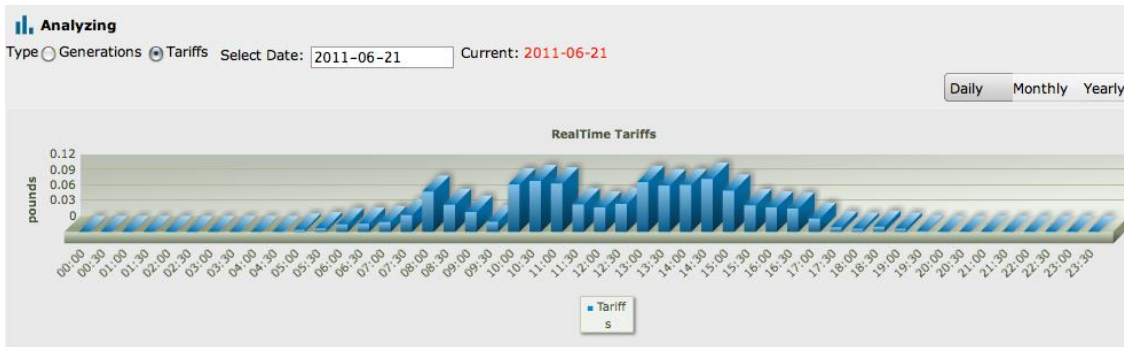 Analyzing
Type Generations Tariffs Select Date: 2011-06-21 Current: 2011-06-21
Daily Monthly Yearly
RealTime Tariffs
0.12
0.09
0.06
0.03
0
pounds
00:00 00:30 01:00 01:30 02:00 02:30 03:00 03:30 04:00 04:30 05:00 05:30 06:00 06:30 07:00 07:30 08:00 08:30 09:00 09:30 10:00 10:30 11:00 11:30 12:00 12:30 13:00 13:30 14:00 14:30 15:00 15:30 16:00 16:30 17:00 17:30 18:00 18:30 19:00 19:30 20:00 20:30 21:00 21:30 22:00 22:30 23:00 23:30
Tariff
s